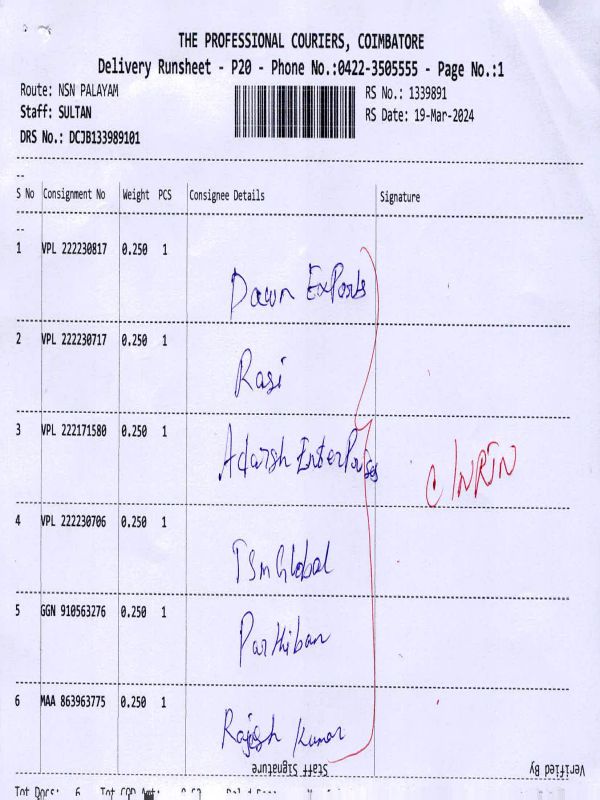 THE PROFESSIONAL COURIERS, COIMBATORE
Delivery Runsheet - P20 - Phone No.:0422-3505555 - Page No.:1
Route: NSN PALAYAM RS No.: 1339891
Staff: SULTAN RS Date: 19-Mar-2024
DRS No.: DCJB133989101
S No Consignment No Weight PCS Consignee Details Signature
1 VPL 222230817 0.250 1 Dawn Exports
2 VPL 222230717 0.250 1 Rasi
3 VPL 222171580 0.250 1 Adarsh Enterprises
4 VPL 222230706 0.250 1 TSM Global
5 GGN 910563276 0.250 1 Parthiban
6 MAA 863963775 0.250 1 Rajesh Kumar
Staff Signature Verified By